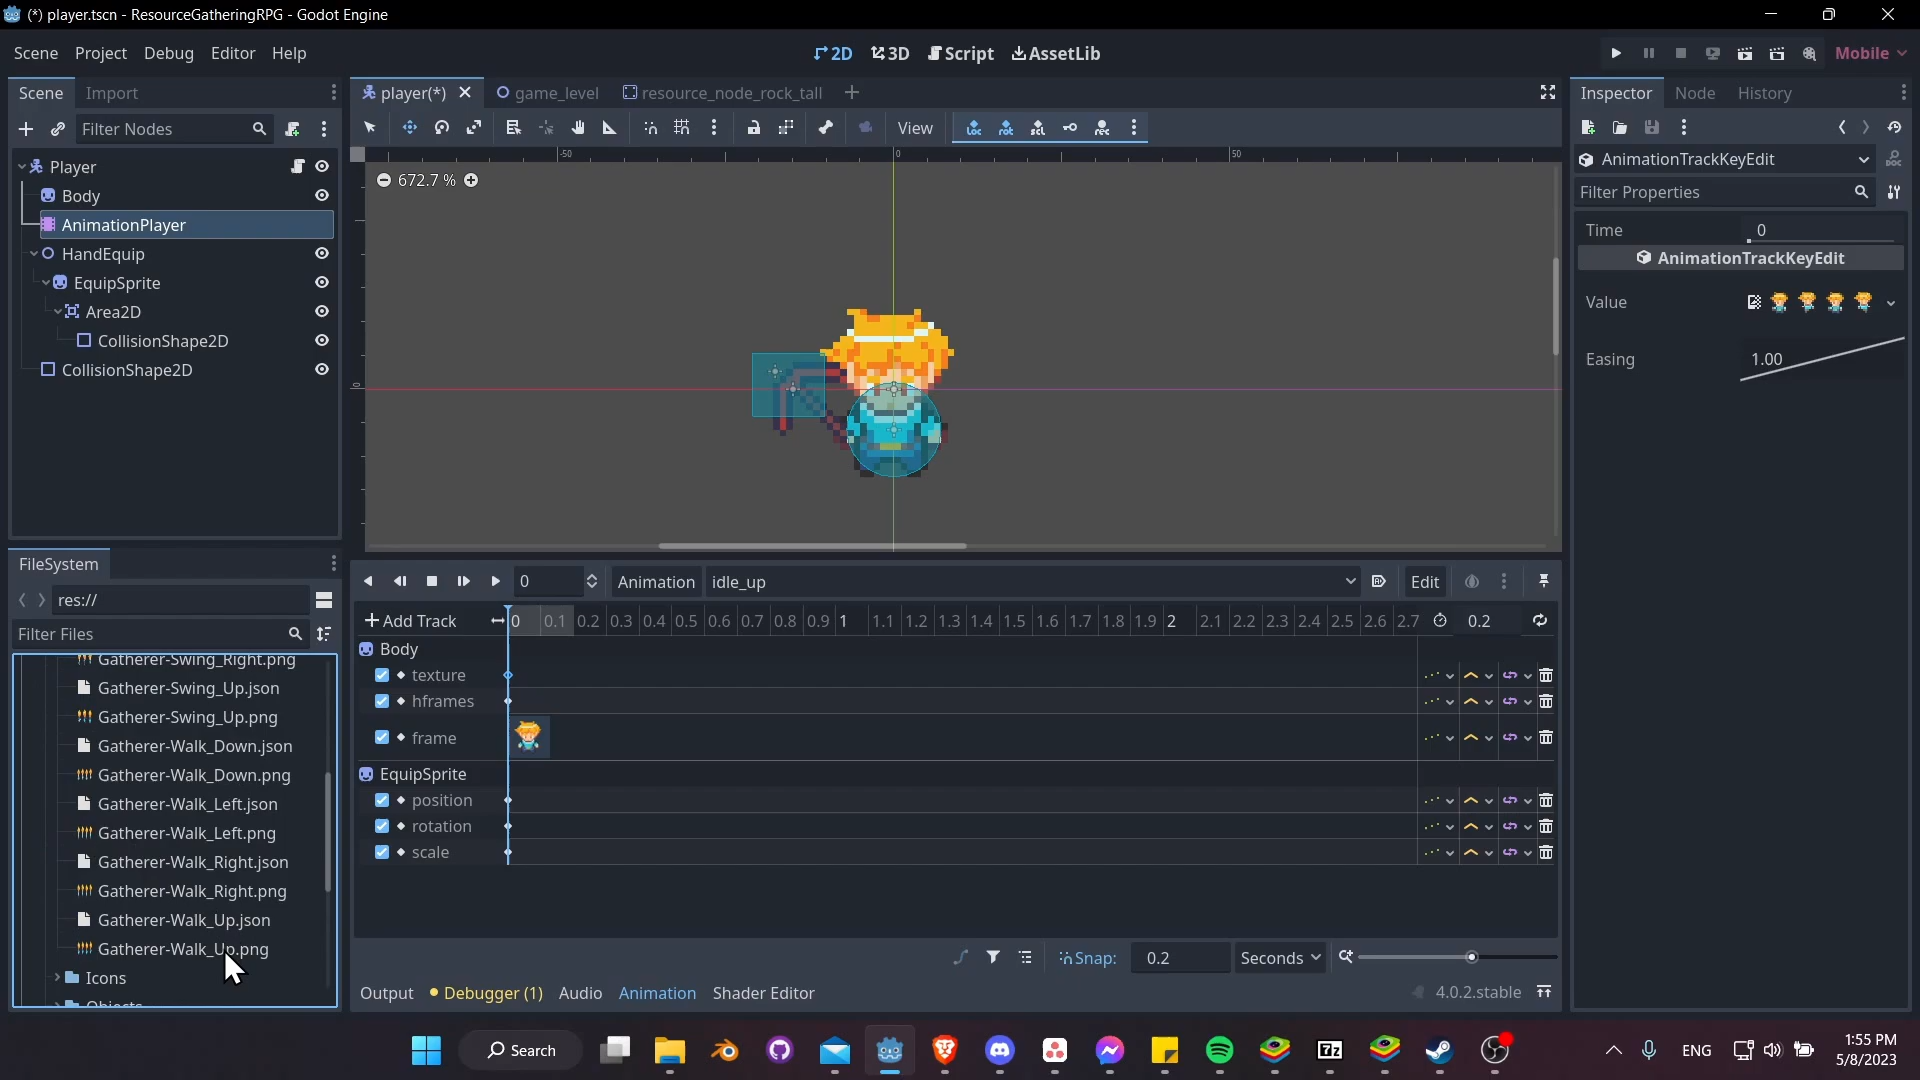 (*) player.tscn - ResourceGatheringRPG - Godot Engine
Scene Project Debug Editor Help
2D 3D Script AssetLib
Mobile
Scene Import
Filter Nodes
Player
Body
AnimationPlayer
HandEquip
EquipSprite
Area2D
CollisionShape2D
CollisionShape2D
player(*) game_level resource_node_rock_tall
View
-50 0 50
0
672.7 %
Inspector Node History
AnimationTrackKeyEdit
Filter Properties
Time 0
AnimationTrackKeyEdit
Value
Easing 1.00
FileSystem
res://
Filter Files
Gatherer-Swing_Right.png
Gatherer-Swing_Up.json
Gatherer-Swing_Up.png
Gatherer-Walk_Down.json
Gatherer-Walk_Down.png
Gatherer-Walk_Left.json
Gatherer-Walk_Left.png
Gatherer-Walk_Right.json
Gatherer-Walk_Right.png
Gatherer-Walk_Up.json
Gatherer-Walk_Up.png
Icons
Objects
0 Animation idle_up Edit
Add Track 0 0.1 0.2 0.3 0.4 0.5 0.6 0.7 0.8 0.9 1 1.1 1.2 1.3 1.4 1.5 1.6 1.7 1.8 1.9 2 2.1 2.2 2.3 2.4 2.5 2.6 2.7 0.2
Body
texture
hframes
frame
EquipSprite
position
rotation
scale
Snap: 0.2 Seconds
Output Debugger (1) Audio Animation Shader Editor 4.0.2.stable
Search
ENG
1:55 PM
5/8/2023